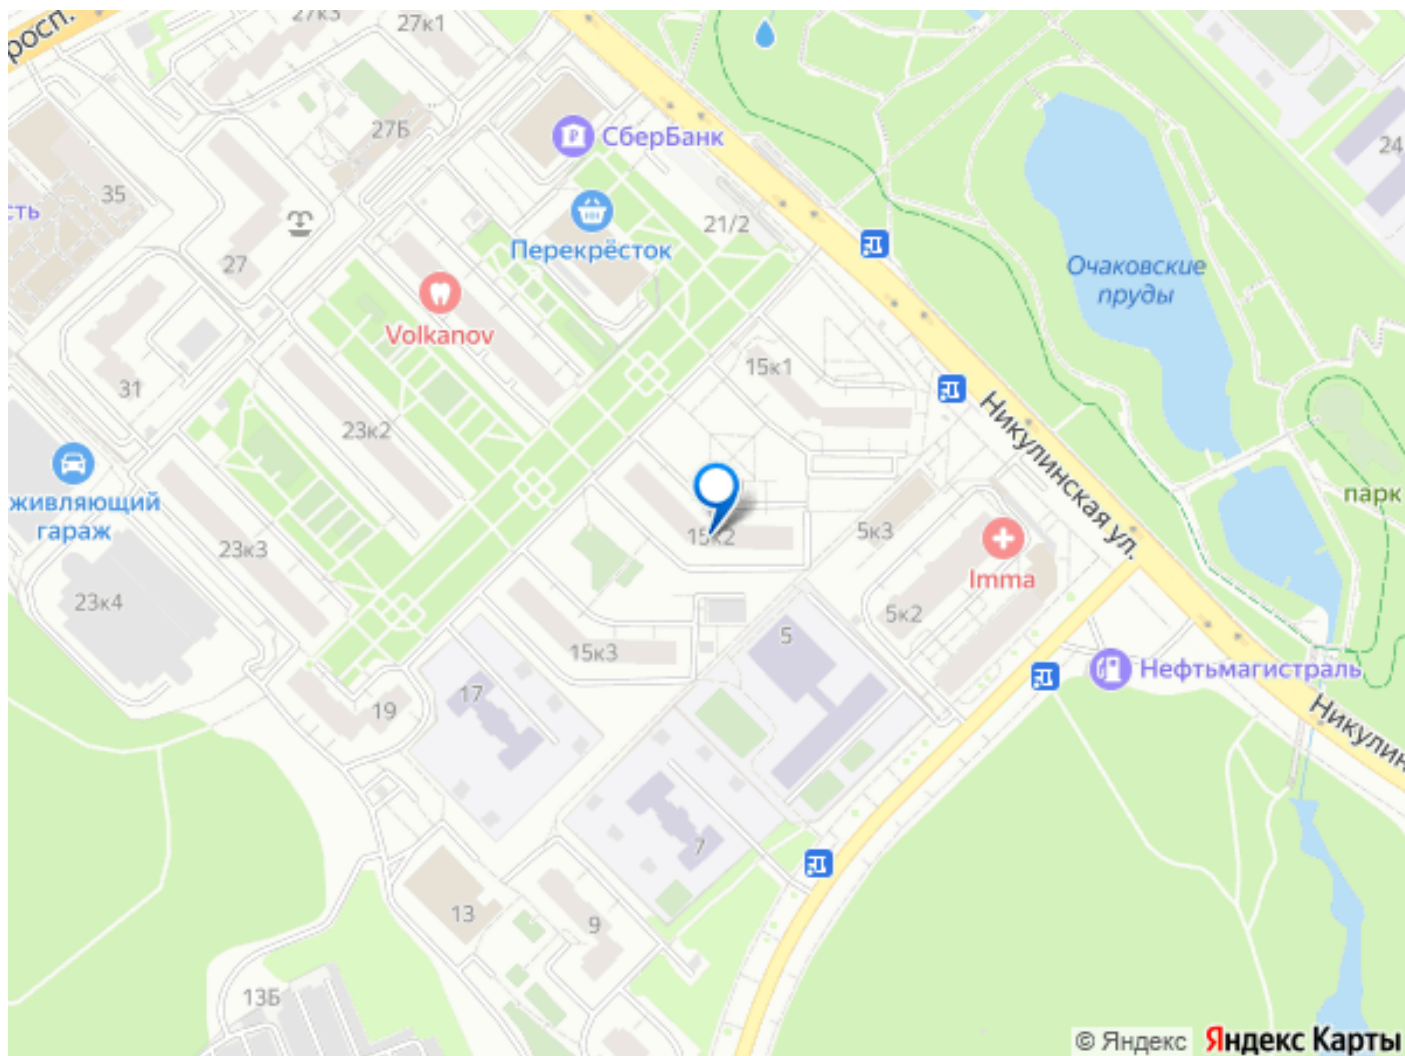 росп.
27к3
27к1
27Б
СберБанк
24
35
сть
21/2
Перекрёсток
27
Очаковские
пруды
Volkanov
31
15к1
23к2
Никулинская ул.
живляющий
гараж
парк
23к3
15к2
5к3
Imma
23к4
5к2
5
15к3
Нефтьмагистраль
17
19
Никулин
7
13
9
13Б
© Яндекс Яндекс Карты